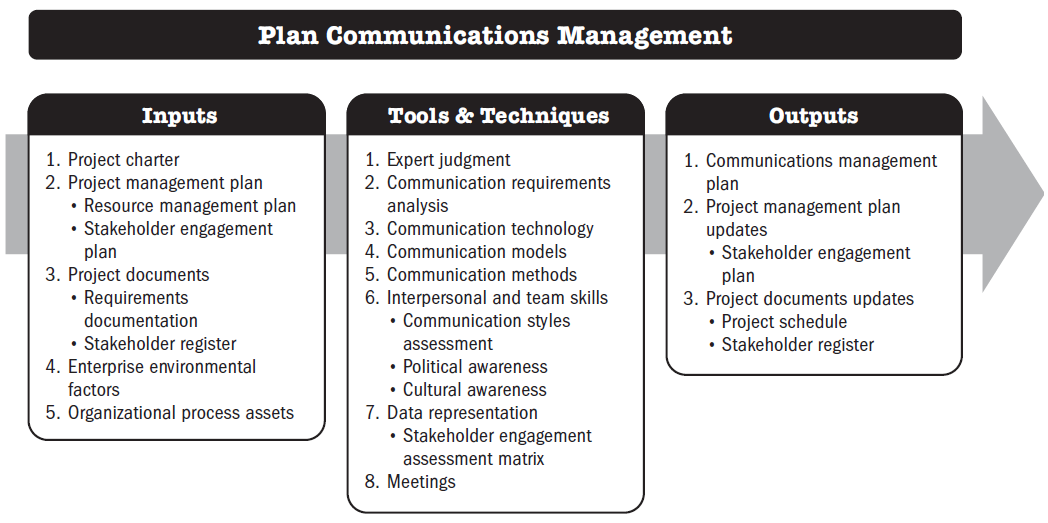 Plan Communications Management
Inputs
1. Project charter
2. Project management plan
• Resource management plan
• Stakeholder engagement
plan
3. Project documents
• Requirements
documentation
• Stakeholder register
4. Enterprise environmental
factors
5. Organizational process assets
Tools & Techniques
1. Expert judgment
2. Communication requirements
analysis
3. Communication technology
4. Communication models
5. Communication methods
6. Interpersonal and team skills
• Communication styles
assessment
• Political awareness
• Cultural awareness
7. Data representation
• Stakeholder engagement
assessment matrix
8. Meetings
Outputs
1. Communications management
plan
2. Project management plan
updates
• Stakeholder engagement
plan
3. Project documents updates
• Project schedule
• Stakeholder register